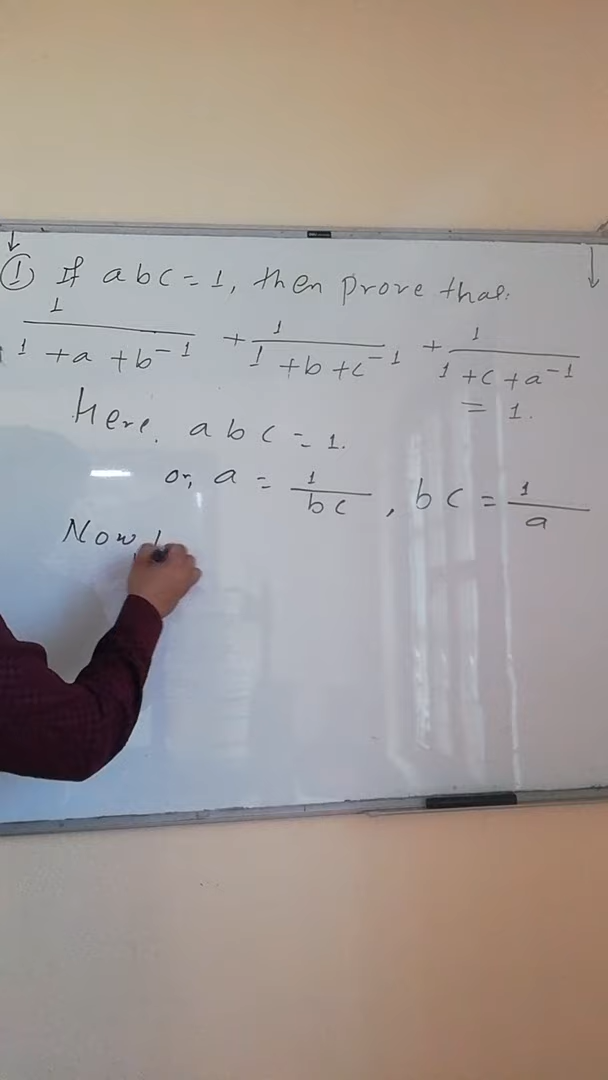 ① If abc = 1, then prove that:
1/(1 + a + b⁻¹) + 1/(1 + b + c⁻¹) + 1/(1 + c + a⁻¹)
= 1.
Here, abc = 1.
or, a = 1/bc , bc = 1/a
Now,